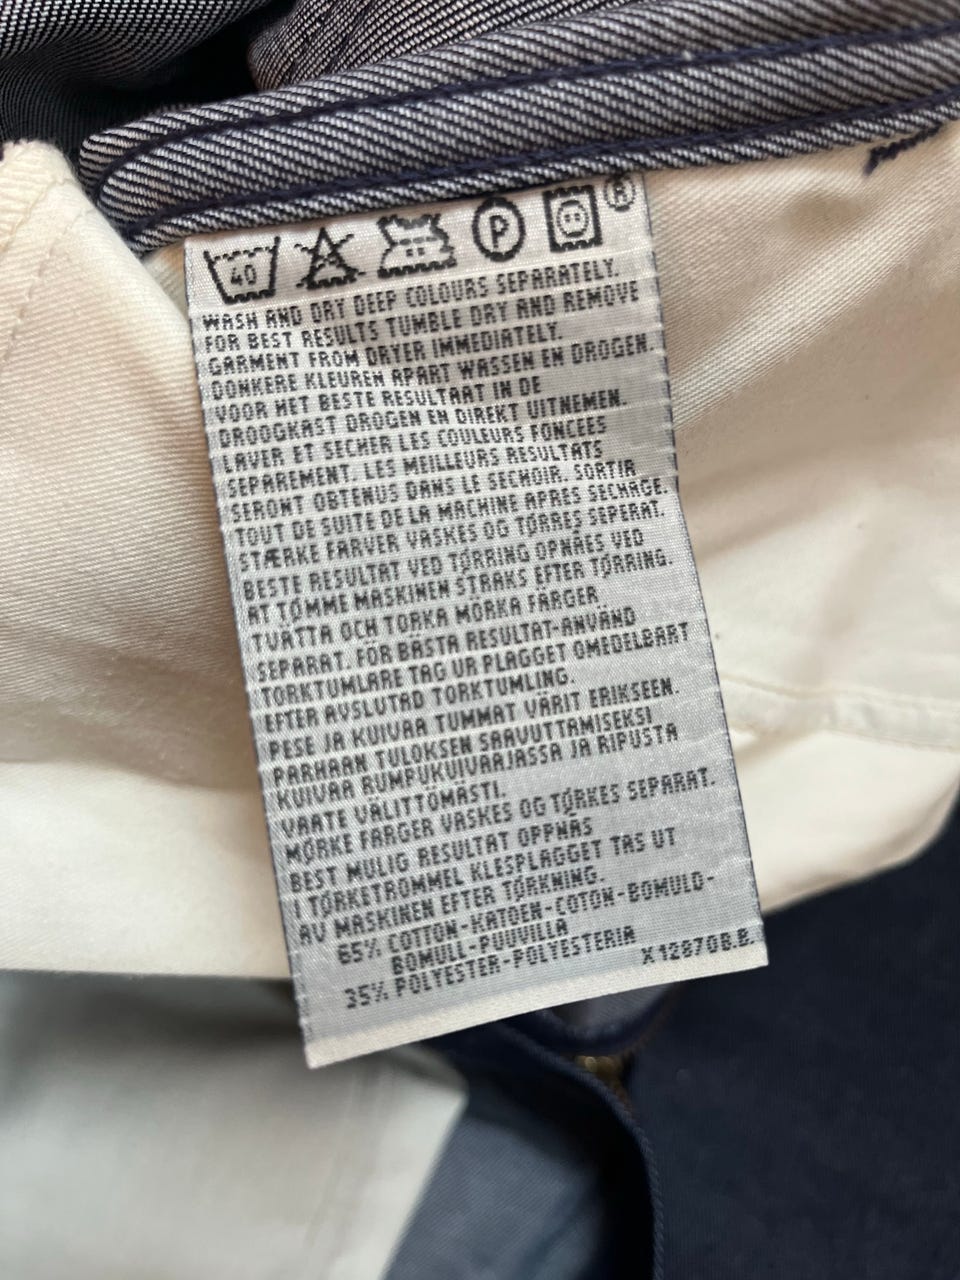 40 P ®
WASH AND DRY DEEP COLOURS SEPARATELY.
FOR BEST RESULTS TUMBLE DRY AND REMOVE
GARMENT FROM DRYER IMMEDIATELY.
DONKERE KLEUREN APART WASSEN EN DROGEN.
VOOR HET BESTE RESULTAAT IN DE
DROOGKAST DROGEN EN DIREKT UITNEMEN.
LAVER ET SECHER LES COULEURS FONCEES
SEPAREMENT. LES MEILLEURS RESULTATS
SERONT OBTENUS DANS LE SECHOIR. SORTIR
TOUT DE SUITE DE LA MACHINE APRES SECHAGE.
STÆRKE FARVER VASKES OG TØRRES SEPERAT.
BESTE RESULTAT VED TØRRING OPNÅES VED
AT TØMME MASKINEN STRAKS EFTER TØRRING.
TVÄTTA OCH TORKA MÖRKA FÄRGER
SEPARAT. FÖR BÄSTA RESULTAT-ANVÄND
TORKTUMLARE TAG UR PLAGGET OMEDELBART
EFTER AVSLUTAD TORKTUMLING.
PESE JA KUIVAA TUMMAT VÄRIT ERIKSEEN.
PARHAAN TULOKSEN SAAVUTTAMISEKSI
KUIVAA RUMPUKUIVAAJASSA JA RIPUSTA
VAATE VÄLITTÖMÄSTI.
MØRKE FARGER VASKES OG TØRKES SEPARAT.
BEST MULIG RESULTAT OPPNÅS
I TØRKETROMMEL KLESPLAGGET TAS UT
AV MASKINEN EFTER TØRKNING.
65% COTTON-KATOEN-COTON-BOMULD-
BOMULL-PUUVILLA
35% POLYESTER-POLYESTERIA
X12870B.B.